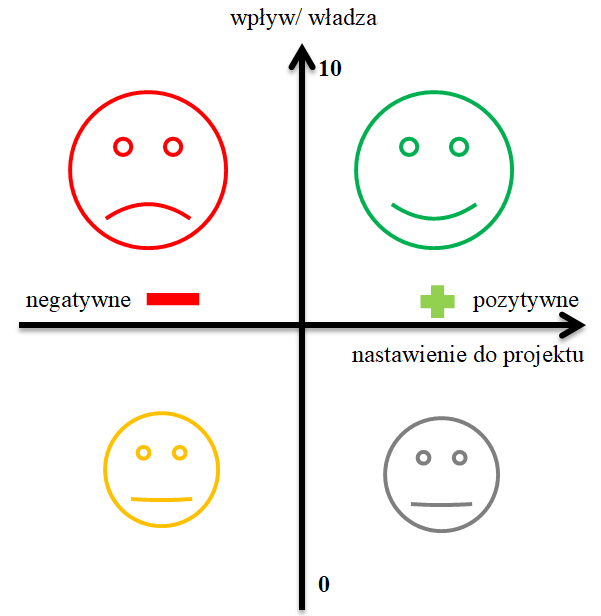 wpływ/ władza
10
negatywne
pozytywne
nastawienie do projektu
0